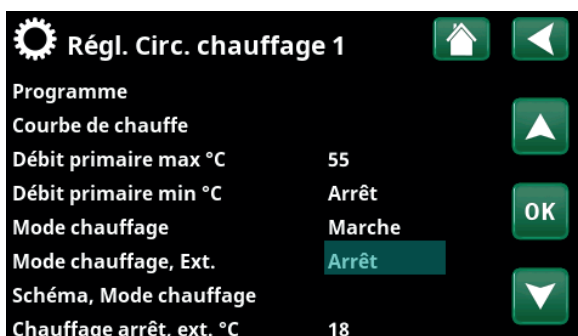 Régl. Circ. chauffage 1
Programme
Courbe de chauffe
Débit primaire max °C 55
Débit primaire min °C Arrêt
OK
Mode chauffage Marche
Mode chauffage, Ext. Arrêt
Schéma, Mode chauffage
Chauffage arrêt, ext. °C 18